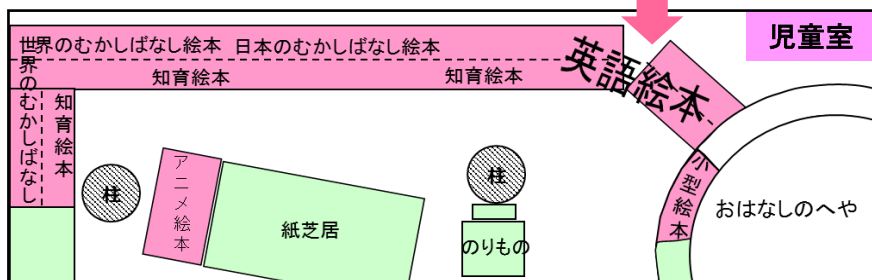 児童室
世界のむかしばなし絵本
日本のむかしばなし絵本
英語絵本
知育絵本
知育絵本
世界のむかしばなし
知育絵本
柱
アニメ絵本
紙芝居
柱
のりもの
小型絵本
おはなしのへや